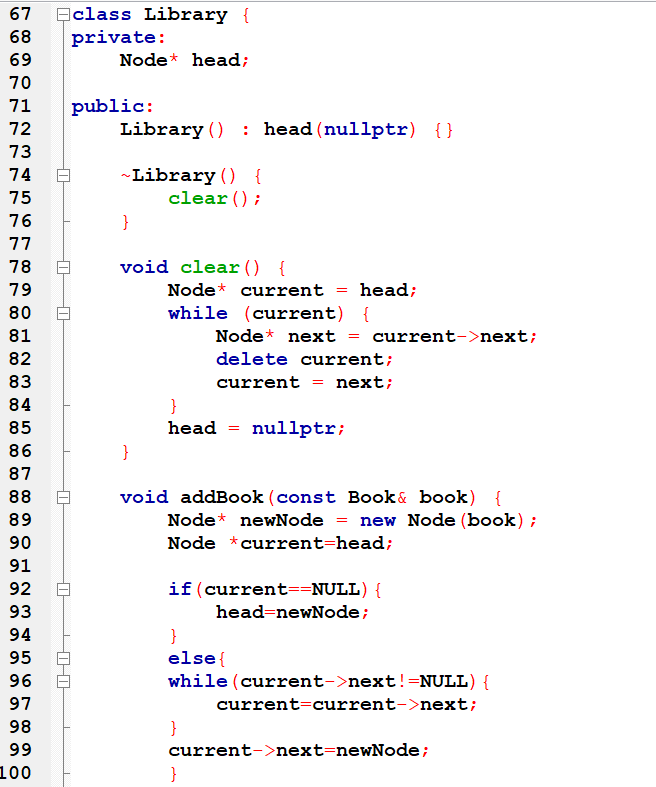 67 class Library {
68 private:
69     Node* head;
70
71 public:
72     Library() : head(nullptr) {}
73
74     ~Library() {
75         clear();
76     }
77
78     void clear() {
79         Node* current = head;
80         while (current) {
81             Node* next = current->next;
82             delete current;
83             current = next;
84         }
85         head = nullptr;
86     }
87
88     void addBook(const Book& book) {
89         Node* newNode = new Node(book);
90         Node *current=head;
91
92         if(current==NULL){
93             head=newNode;
94         }
95         else{
96         while(current->next!=NULL){
97             current=current->next;
98         }
99         current->next=newNode;
100         }